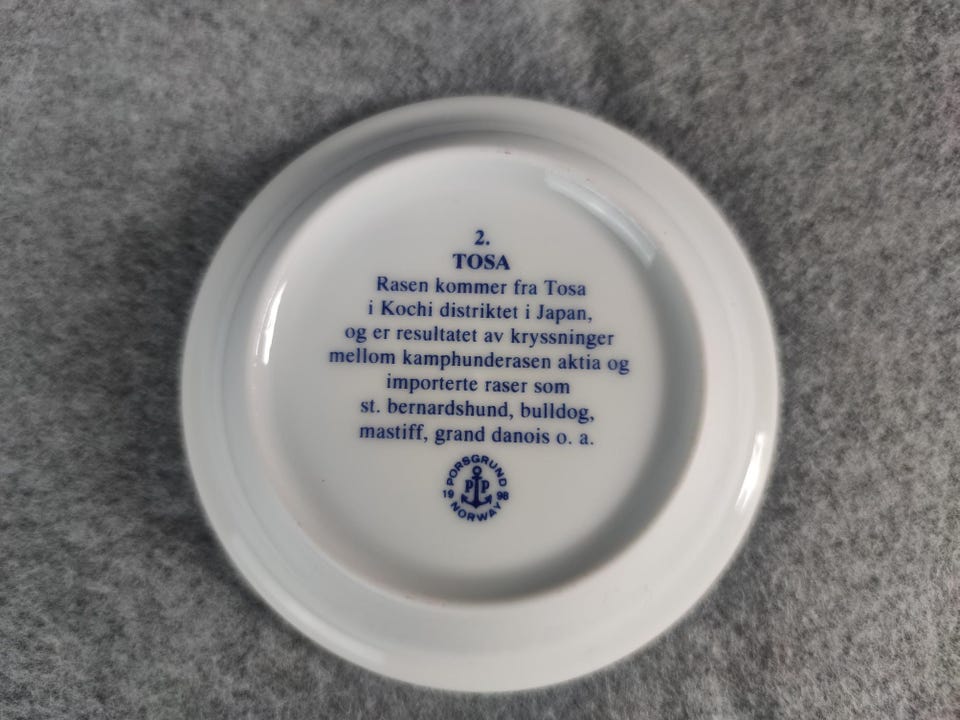 2.
TOSA
Rasen kommer fra Tosa
i Kochi distriktet i Japan,
og er resultatet av kryssninger
mellom kamphunderasen aktia og
importerte raser som
st. bernardshund, bulldog,
mastiff, grand danois o. a.
PORSGRUND
19 PP 98
NORWAY